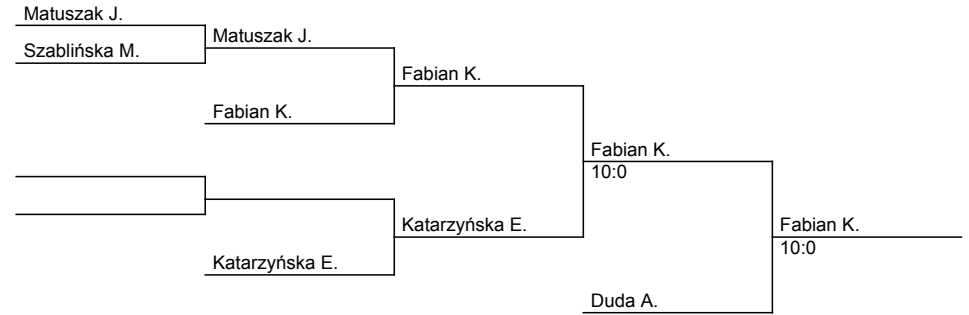 Matuszak J.
Szablińska M.
Matuszak J.
Fabian K.
Fabian K.
Katarzyńska E.
Katarzyńska E.
Fabian K.
10:0
Duda A.
Fabian K.
10:0